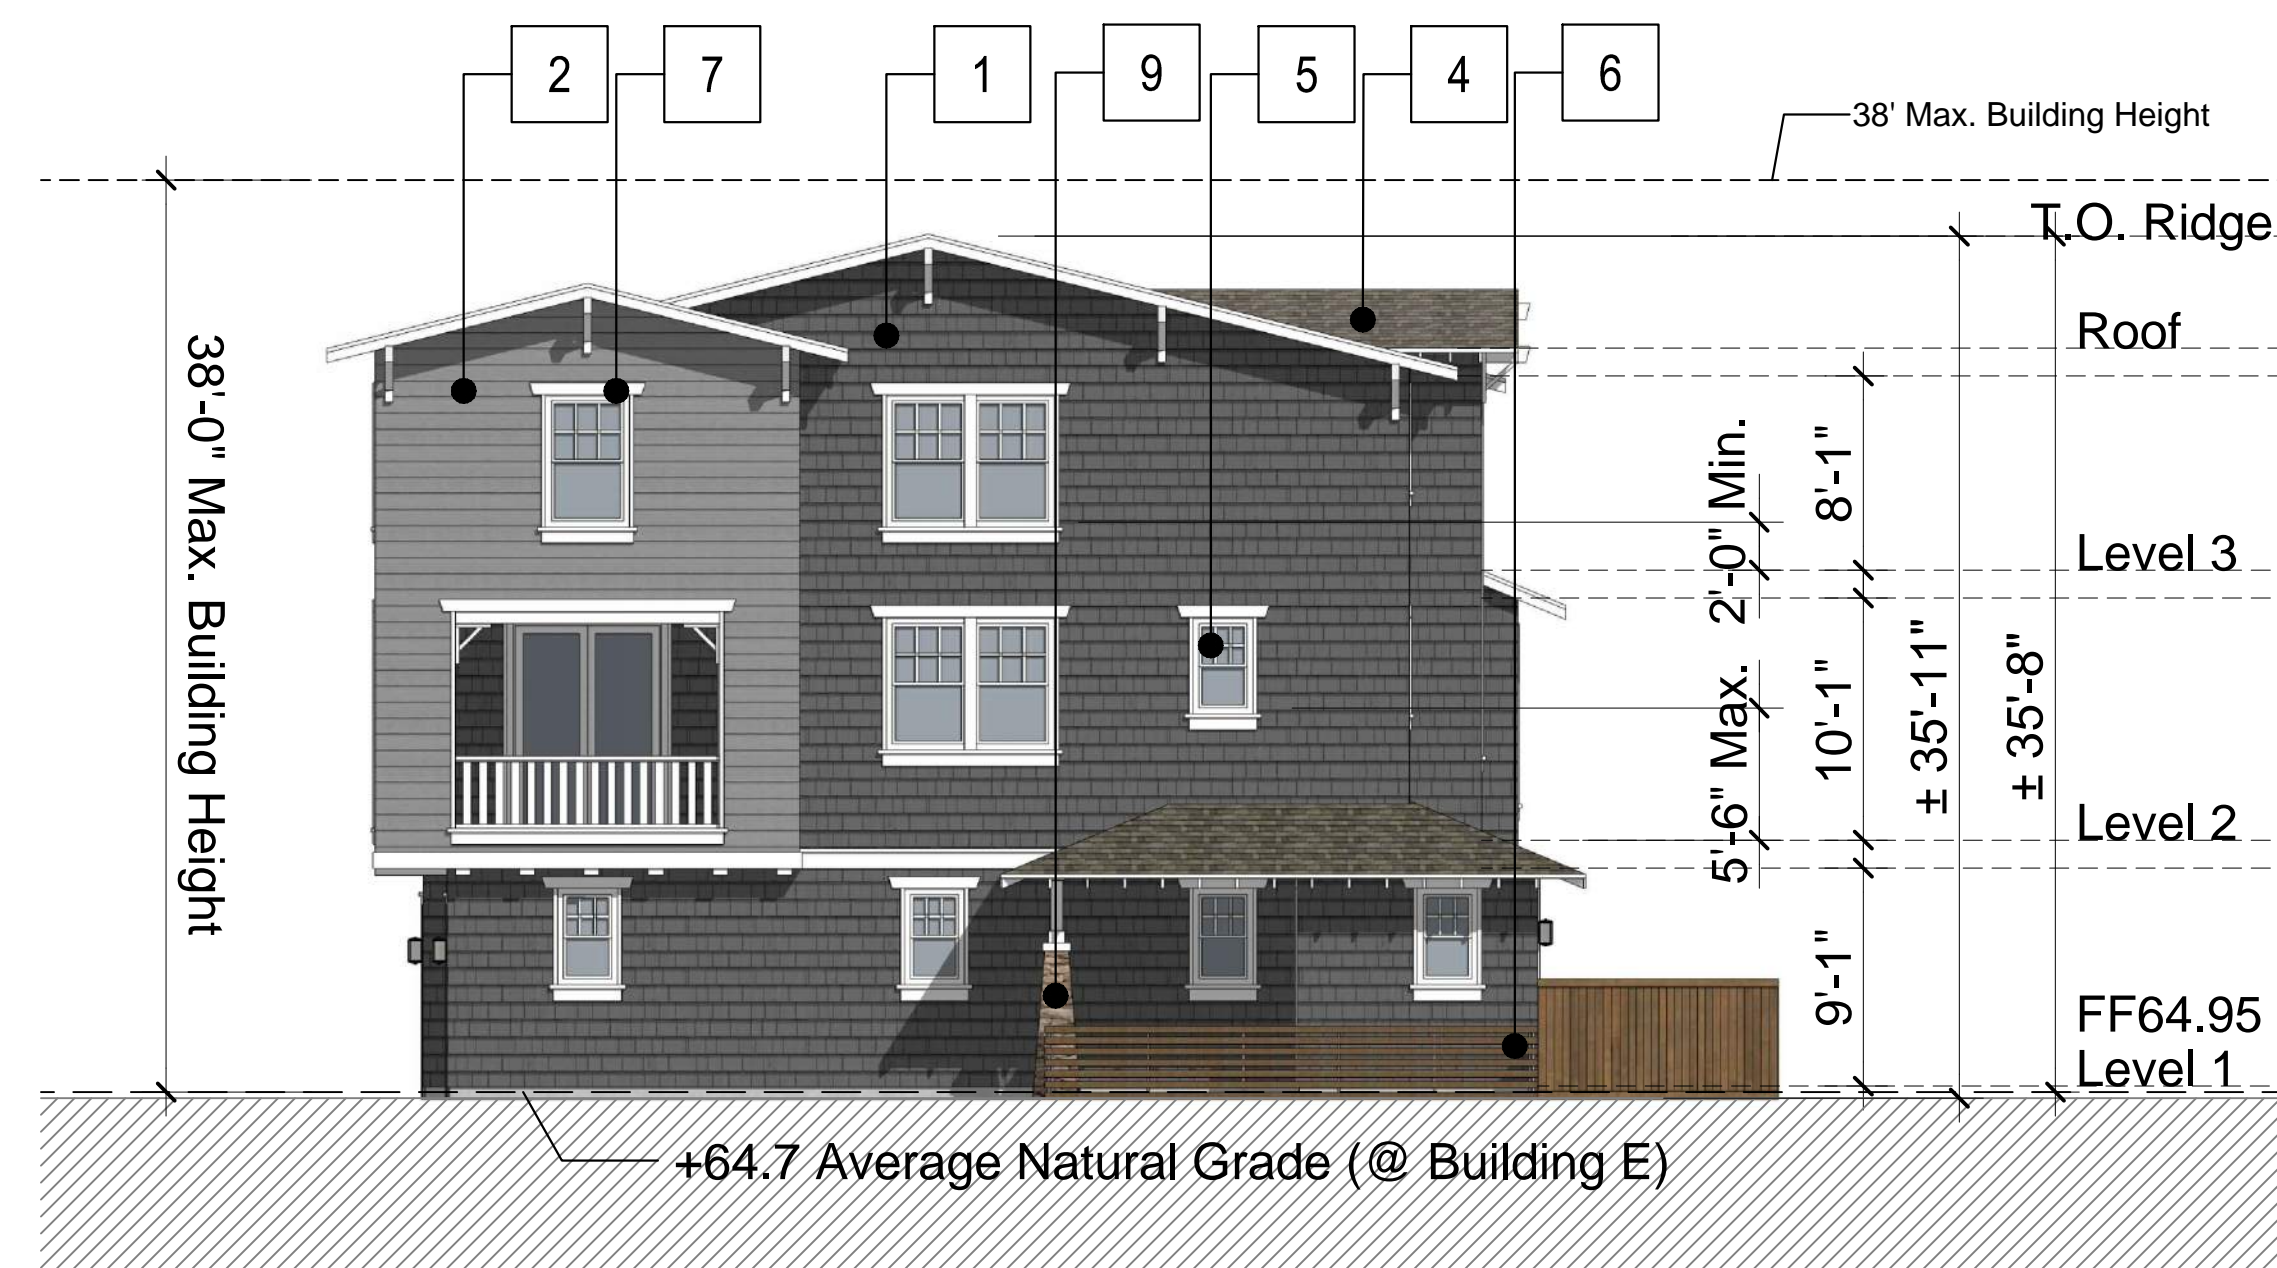 2
7
1
9
5
4
6
38' Max. Building Height
T.O. Ridge
Roof
Level 3
Level 2
FF64.95
Level 1
38'-0" Max. Building Height
2'-0" Min.
5'-6" Max.
8'-1"
10'-1"
9'-1"
± 35'-11"
± 35'-8"
+64.7 Average Natural Grade (@ Building E)